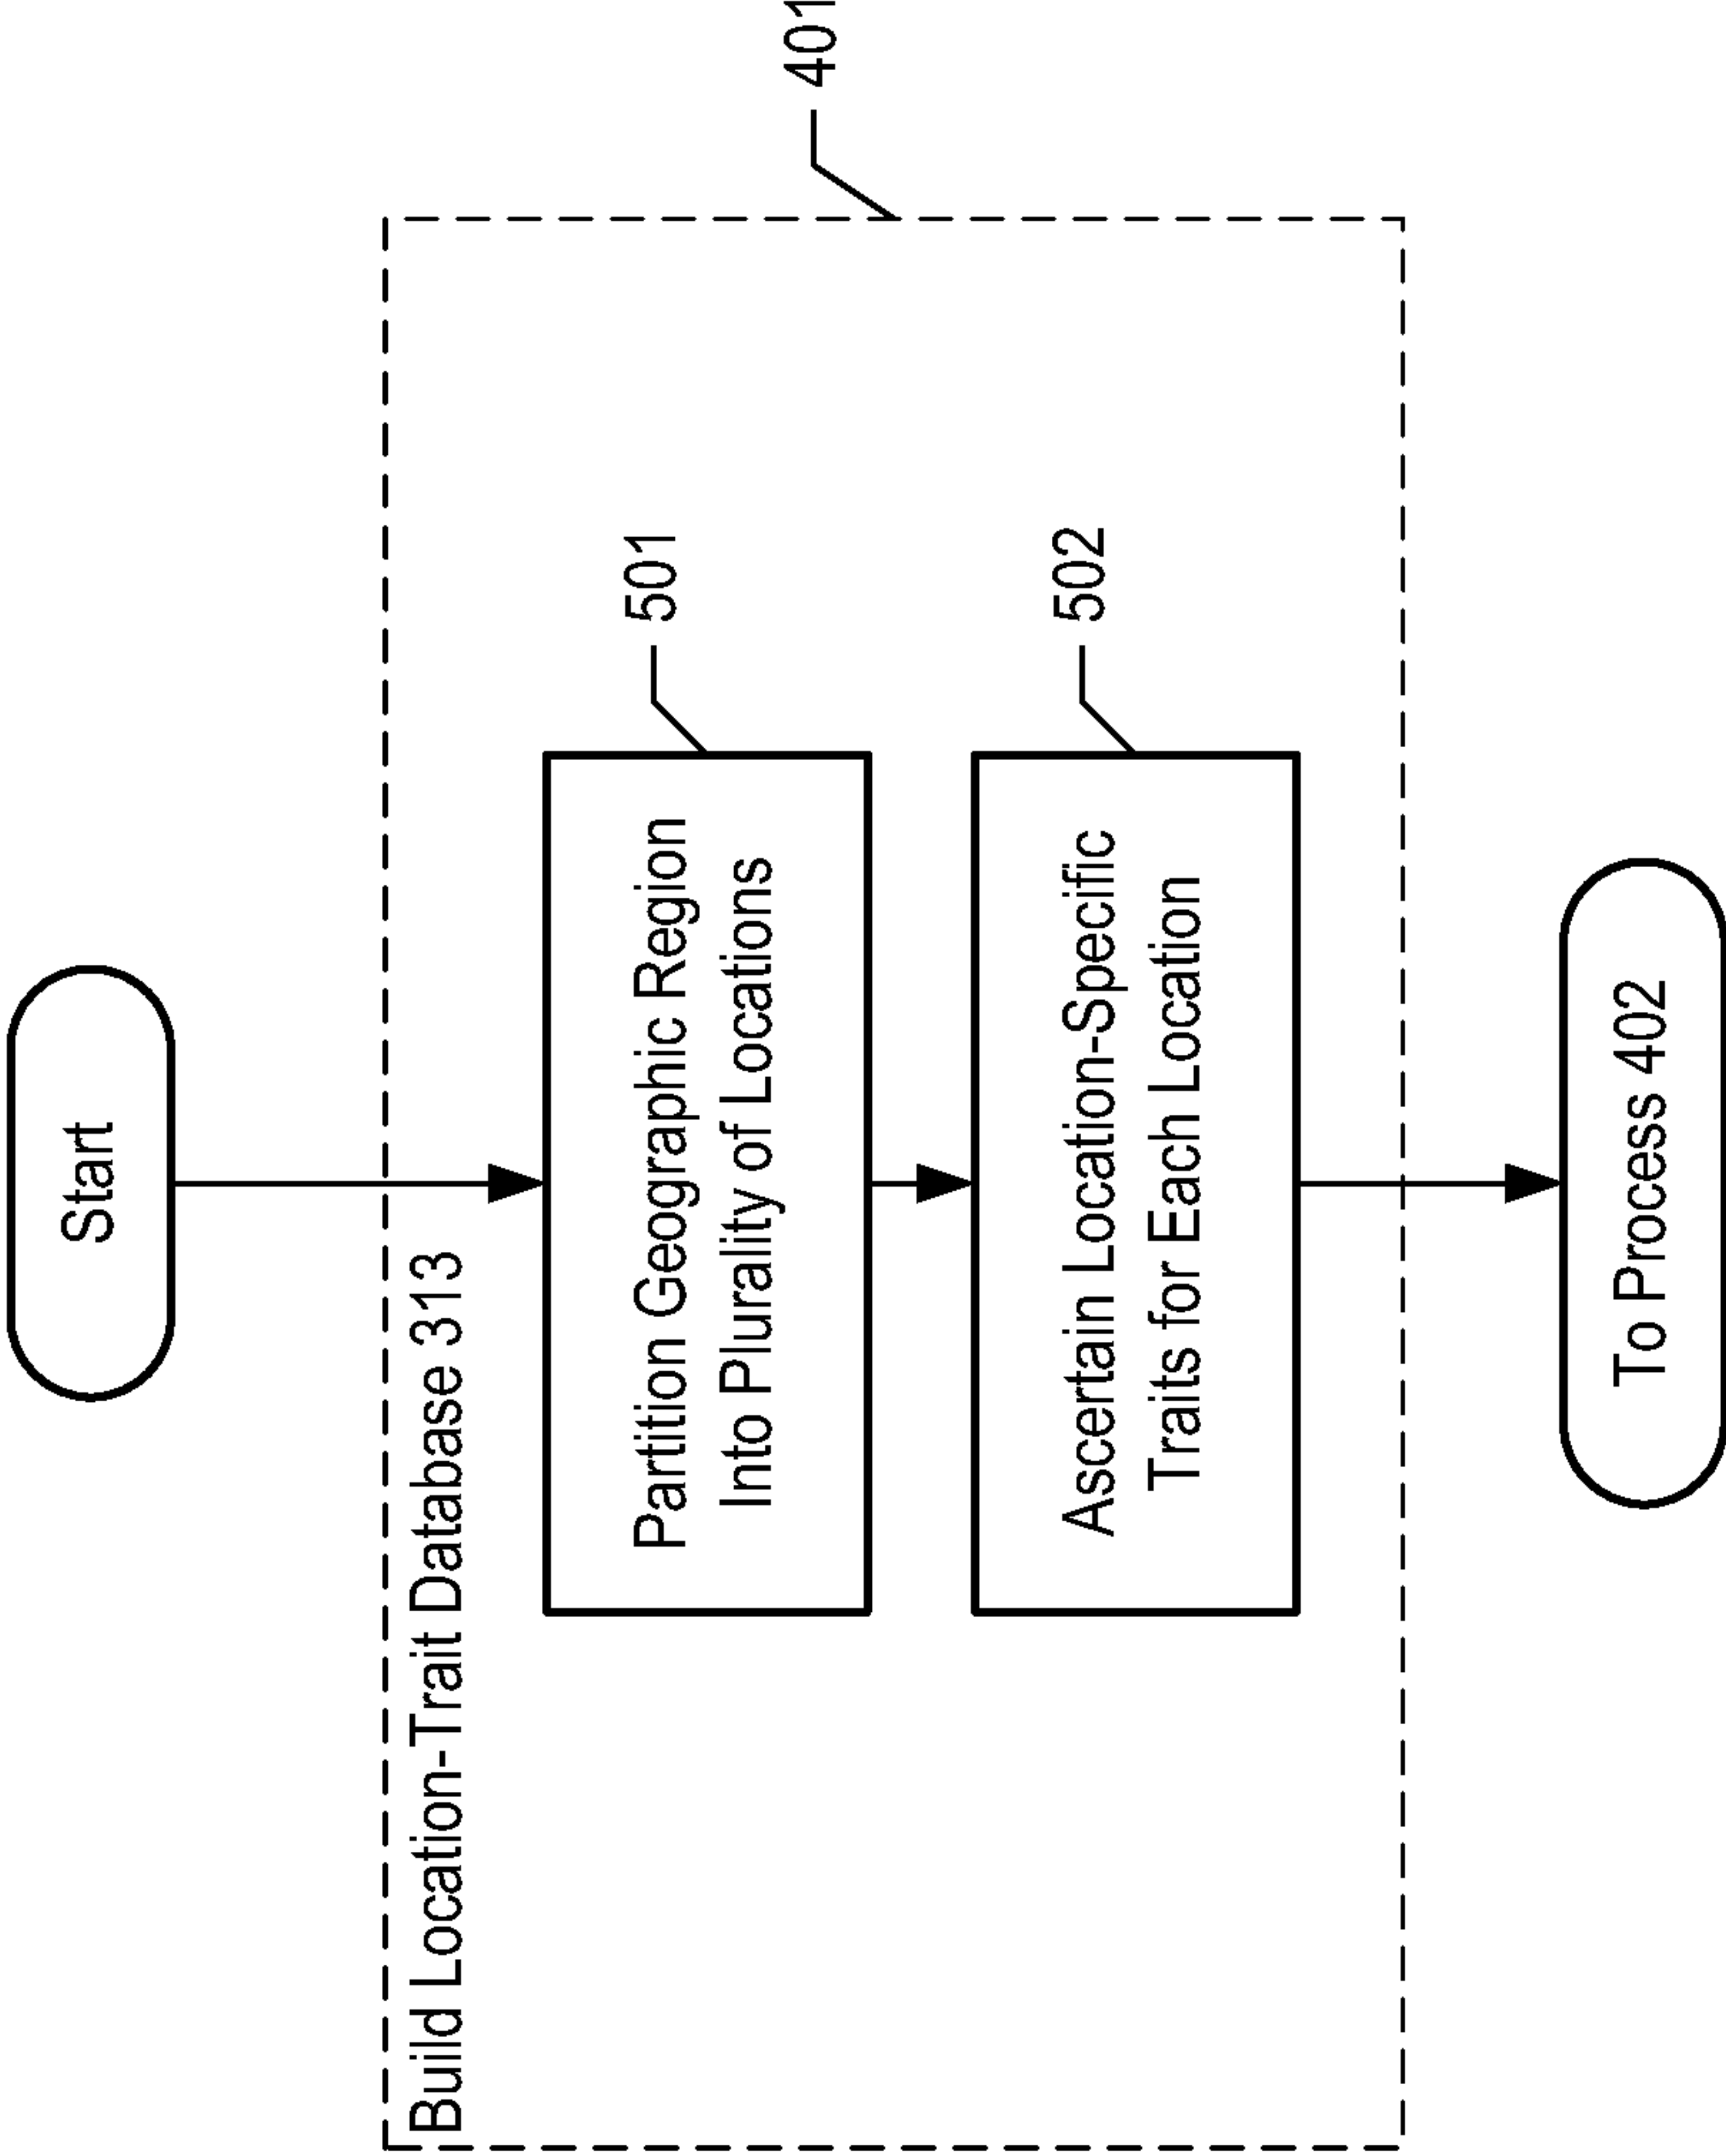 Start
401
Build Location-Trait Database 313
501
Partition Geographic Region
Into Plurality of Locations
502
Ascertain Location-Specific
Traits for Each Location
To Process 402